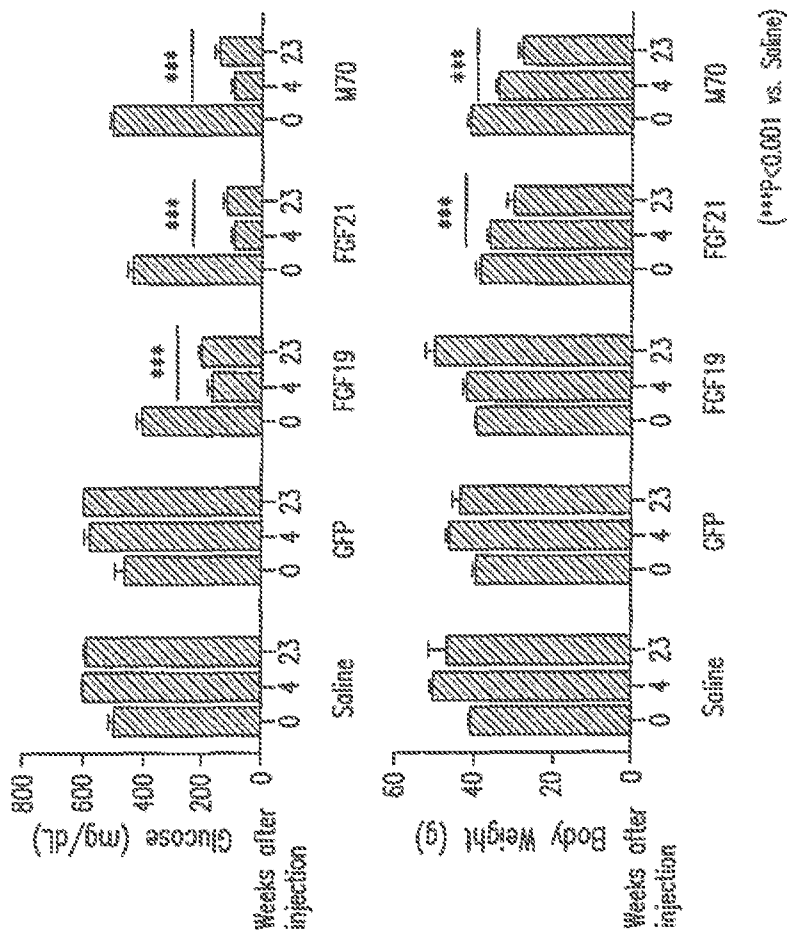 800
600
400
200
0
Glucose (mg/dL)
Weeks after
injection
0 4 23
0 4 23
0 4 23
0 4 23
0 4 23
Saline
GFP
FGF19
FGF21
M70
***
***
***
60
40
20
0
Body Weight (g)
Weeks after
injection
0 4 23
0 4 23
0 4 23
0 4 23
0 4 23
Saline
GFP
FGF19
FGF21
M70
***
***
(***P<0.001 vs. Saline)